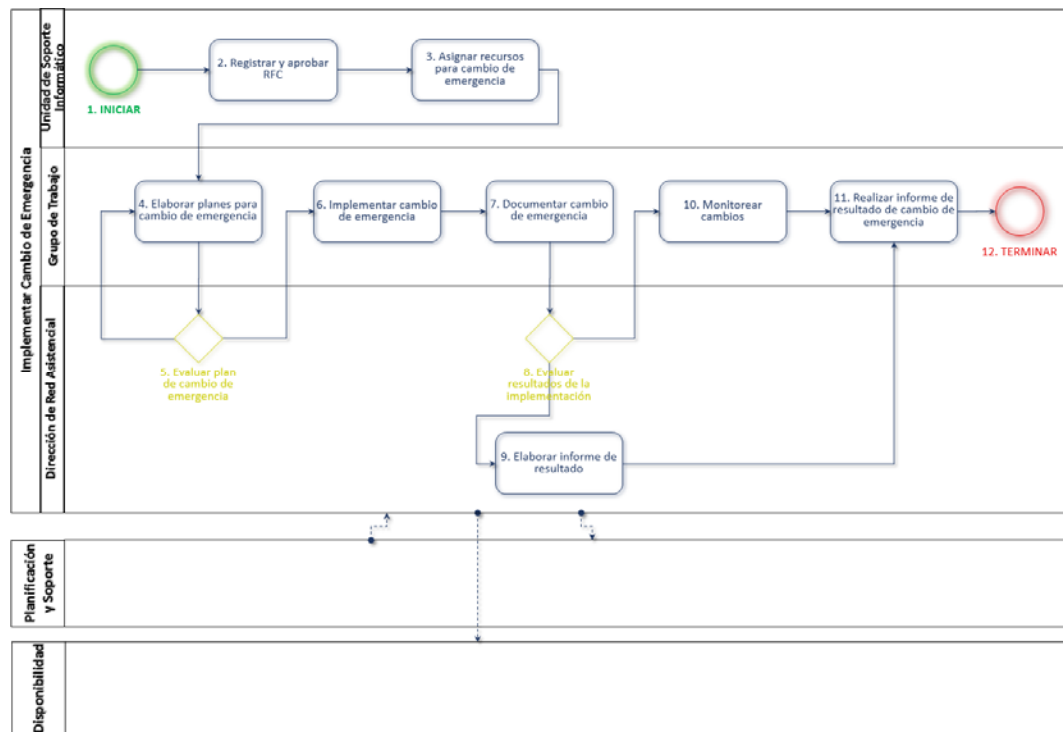 Implementar Cambio de Emergencia
Unidad de Soporte
Informático
1. INICIAR
2. Registrar y aprobar
RFC
3. Asignar recursos
para cambio de
emergencia
Grupo de Trabajo
4. Elaborar planes para
cambio de emergencia
6. Implementar cambio
de emergencia
7. Documentar cambio
de emergencia
10. Monitorear
cambios
11. Realizar informe de
resultado de cambio de
emergencia
12. TERMINAR
Dirección de Red Asistencial
5. Evaluar plan
de cambio de
emergencia
8. Evaluar
resultados de la
implementación
9. Elaborar informe de
resultado
Planificación
y Soporte
Disponibilidad